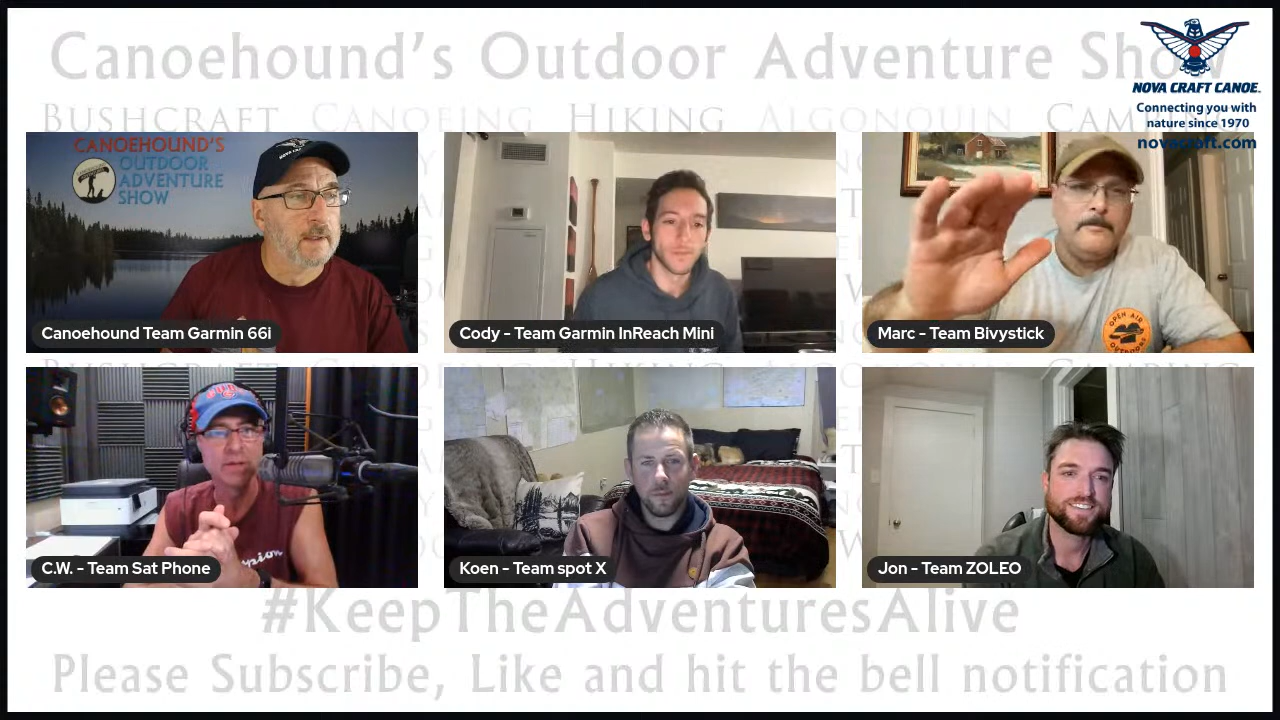 Canoehound's Outdoor Adventure Show
NOVA CRAFT CANOE.
Connecting you with
nature since 1970
novacraft.com
BUSHCRAFT CANOEING HIKING ALGONQUIN CAMPING
CANOEHOUND'S
OUTDOOR
ADVENTURE
SHOW
Canoehound Team Garmin 66i
Cody - Team Garmin InReach Mini
OPEN AIR
OUTDOORS
Marc - Team Bivystick
C.W. - Team Sat Phone
Koen - Team spot X
Jon - Team ZOLEO
#KeepTheAdventuresAlive
Please Subscribe, Like and hit the bell notification